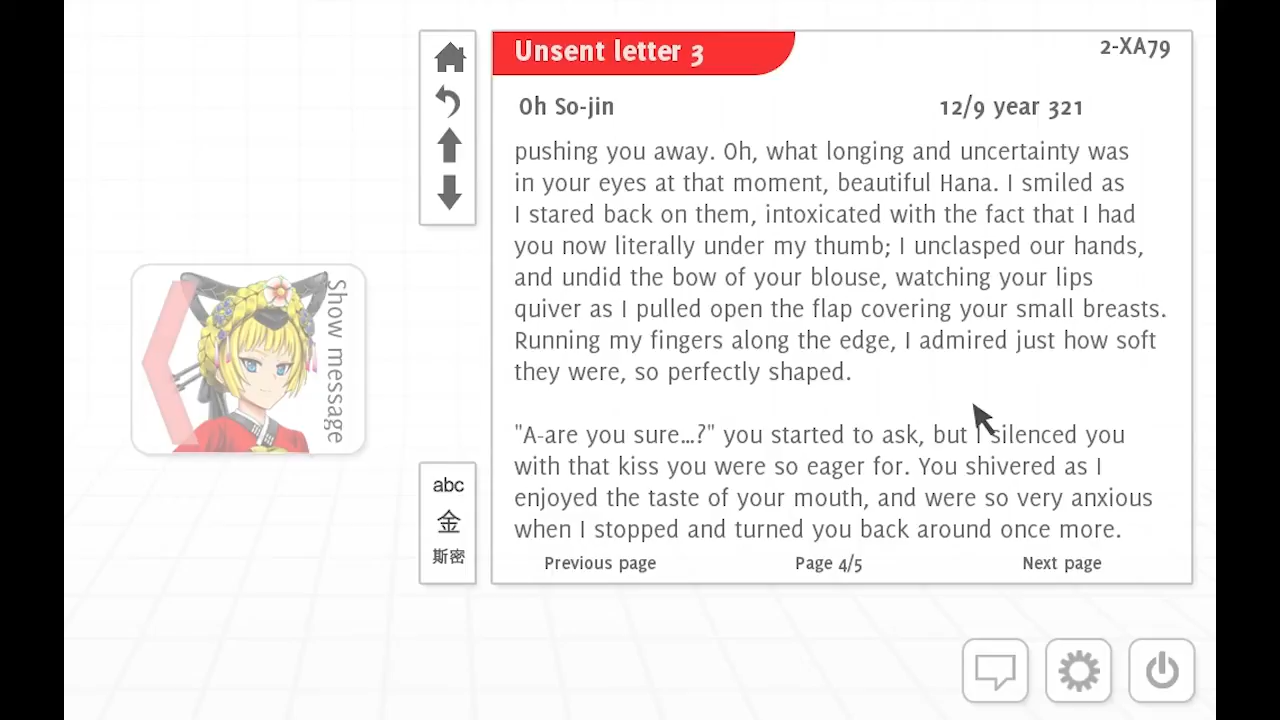 Unsent letter 3
2-XA79
Oh So-jin
12/9 year 321
pushing you away. Oh, what longing and uncertainty was
in your eyes at that moment, beautiful Hana. I smiled as
I stared back on them, intoxicated with the fact that I had
you now literally under my thumb; I unclasped our hands,
and undid the bow of your blouse, watching your lips
quiver as I pulled open the flap covering your small breasts.
Running my fingers along the edge, I admired just how soft
they were, so perfectly shaped.
"A-are you sure...?" you started to ask, but I silenced you
with that kiss you were so eager for. You shivered as I
enjoyed the taste of your mouth, and were so very anxious
when I stopped and turned you back around once more.
Previous page
Page 4/5
Next page
Show message
abc
金
斯密